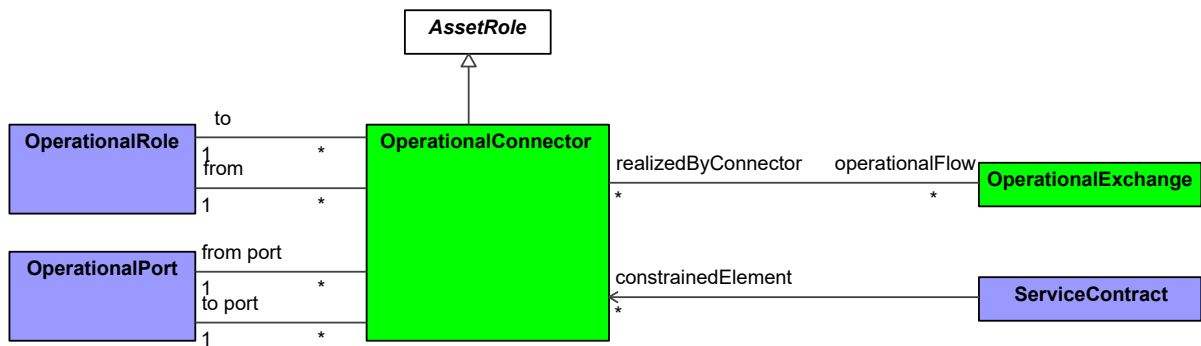 AssetRole
to
OperationalRole
OperationalConnector
1
*
from
realizedByConnector
operationalFlow
OperationalExchange
1
*
*
*
from port
OperationalPort
constrainedElement
1
*
ServiceContract
to port
*
1
*